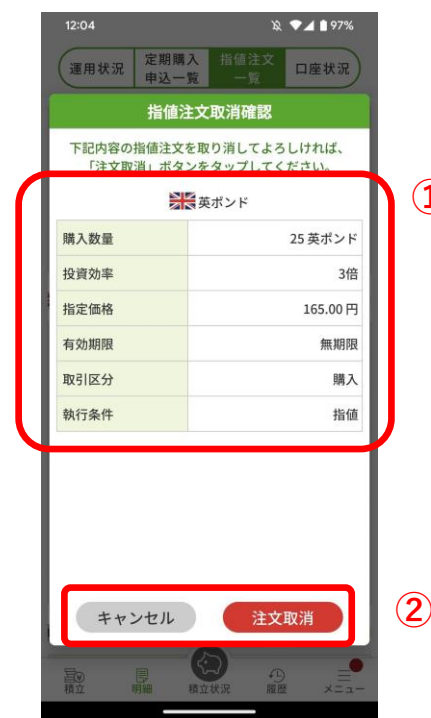 12:04
97%
運用状況
定期購入
申込一覧
指値注文
一覧
口座状況
指値注文取消確認
下記内容の指値注文を取り消してよろしければ、
「注文取消」ボタンをタップしてください。
①
英ポンド
購入数量 25 英ポンド
投資効率 3倍
指定価格 165.00 円
有効期限 無期限
取引区分 購入
執行条件 指値
キャンセル 注文取消
②
積立 明細 積立状況 履歴 メニュー